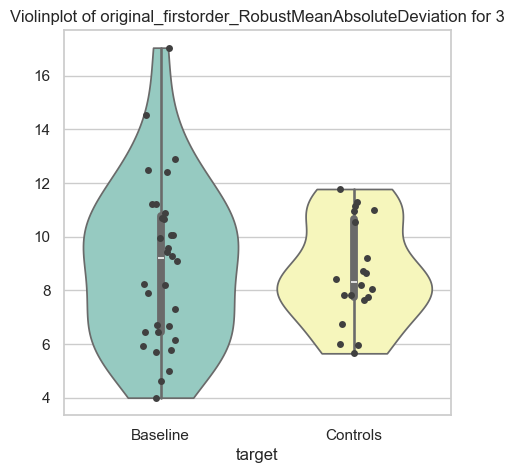 Violinplot of original_firstorder_RobustMeanAbsoluteDeviation for 3
16
14
12
10
8
6
4
Baseline Controls
target